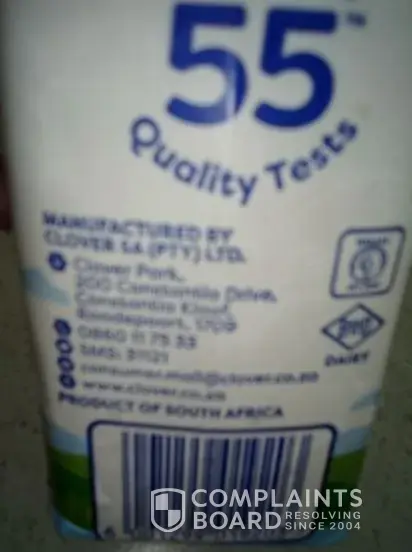 55
Quality Tests
MANUFACTURED BY
CLOVER SA (PTY) LTD.
Clover Park,
200 Constantia Drive,
Constantia Kloof,
Roodepoort, 1709
0860 11 75 33
SMS: 31121
consumer.mail@clover.co.za
www.clover.co.za
PRODUCT OF SOUTH AFRICA
DAIRY
COMPLAINTS
BOARD RESOLVING
SINCE 2004